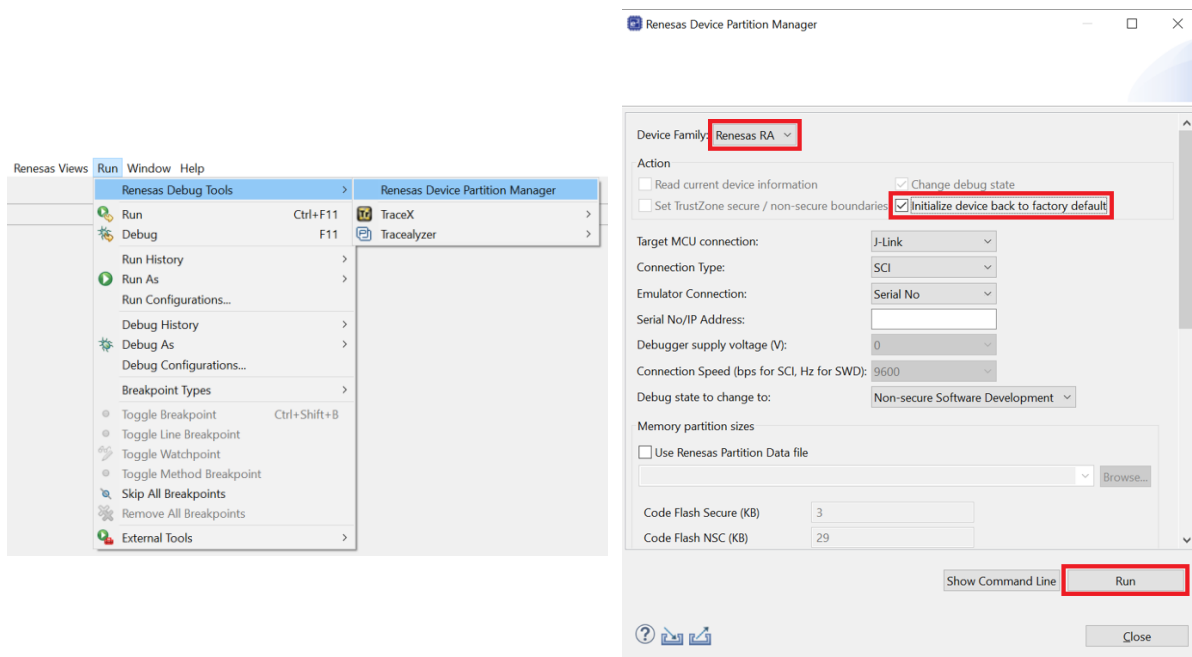 Renesas Views Run Window Help
Renesas Debug Tools
Renesas Device Partition Manager
Run Ctrl+F11
TraceX
Debug F11
Tracealyzer
Run History
Run As
Run Configurations...
Debug History
Debug As
Debug Configurations...
Breakpoint Types
Toggle Breakpoint Ctrl+Shift+B
Toggle Line Breakpoint
Toggle Watchpoint
Toggle Method Breakpoint
Skip All Breakpoints
Remove All Breakpoints
External Tools
Renesas Device Partition Manager
Device Family: Renesas RA
Action
Read current device information Change debug state
Set TrustZone secure / non-secure boundaries Initialize device back to factory default
Target MCU connection: J-Link
Connection Type: SCI
Emulator Connection: Serial No
Serial No/IP Address:
Debugger supply voltage (V): 0
Connection Speed (bps for SCI, Hz for SWD): 9600
Debug state to change to: Non-secure Software Development
Memory partition sizes
Use Renesas Partition Data file
Browse...
Code Flash Secure (KB) 3
Code Flash NSC (KB) 29
Show Command Line Run
Close